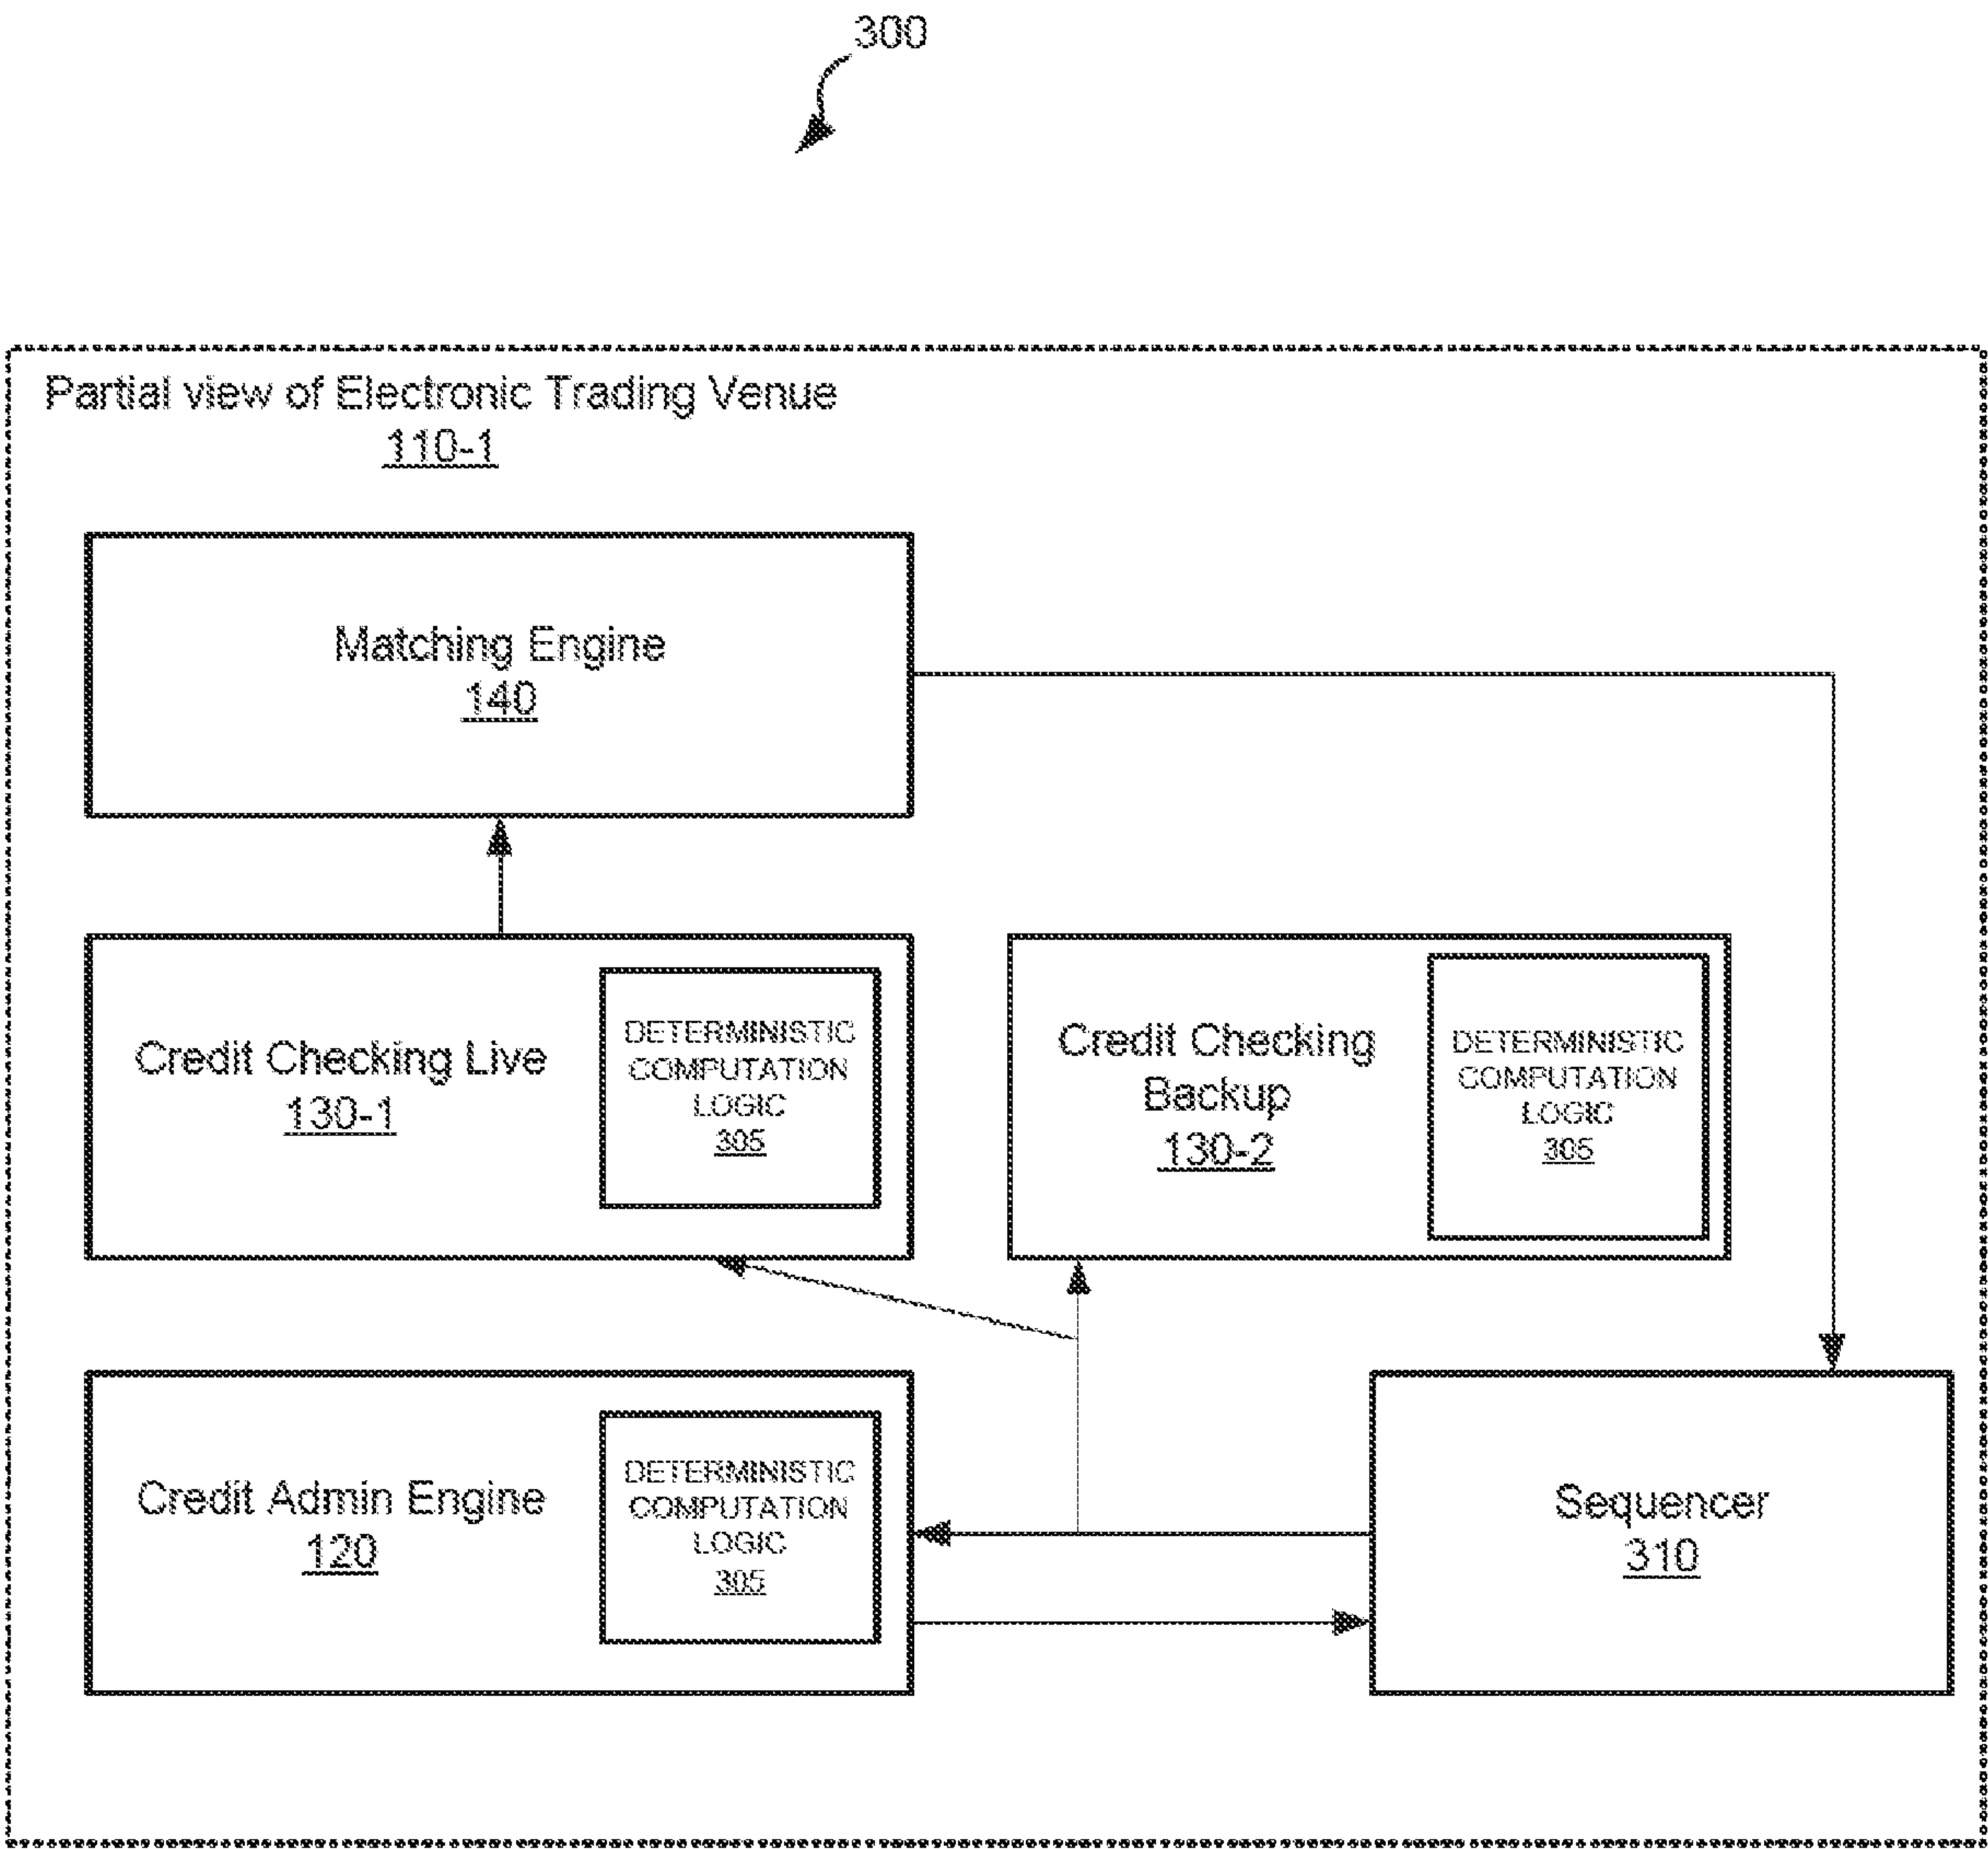 300
Partial view of Electronic Trading Venue
110-1
Matching Engine
140
Credit Checking Live
130-1
DETERMINISTIC
COMPUTATION
LOGIC
305
Credit Checking
Backup
130-2
DETERMINISTIC
COMPUTATION
LOGIC
305
Credit Admin Engine
120
DETERMINISTIC
COMPUTATION
LOGIC
305
Sequencer
310